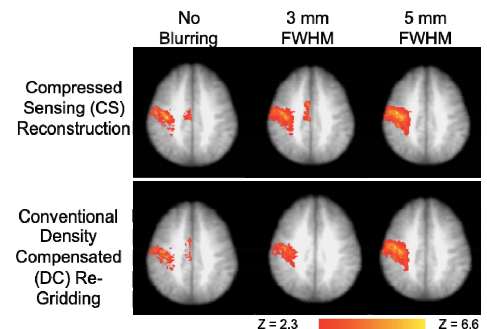 No
Blurring
3 mm
FWHM
5 mm
FWHM
Compressed
Sensing (CS)
Reconstruction
Conventional
Density
Compensated
(DC) Re-
Gridding
Z = 2.3
Z = 6.6